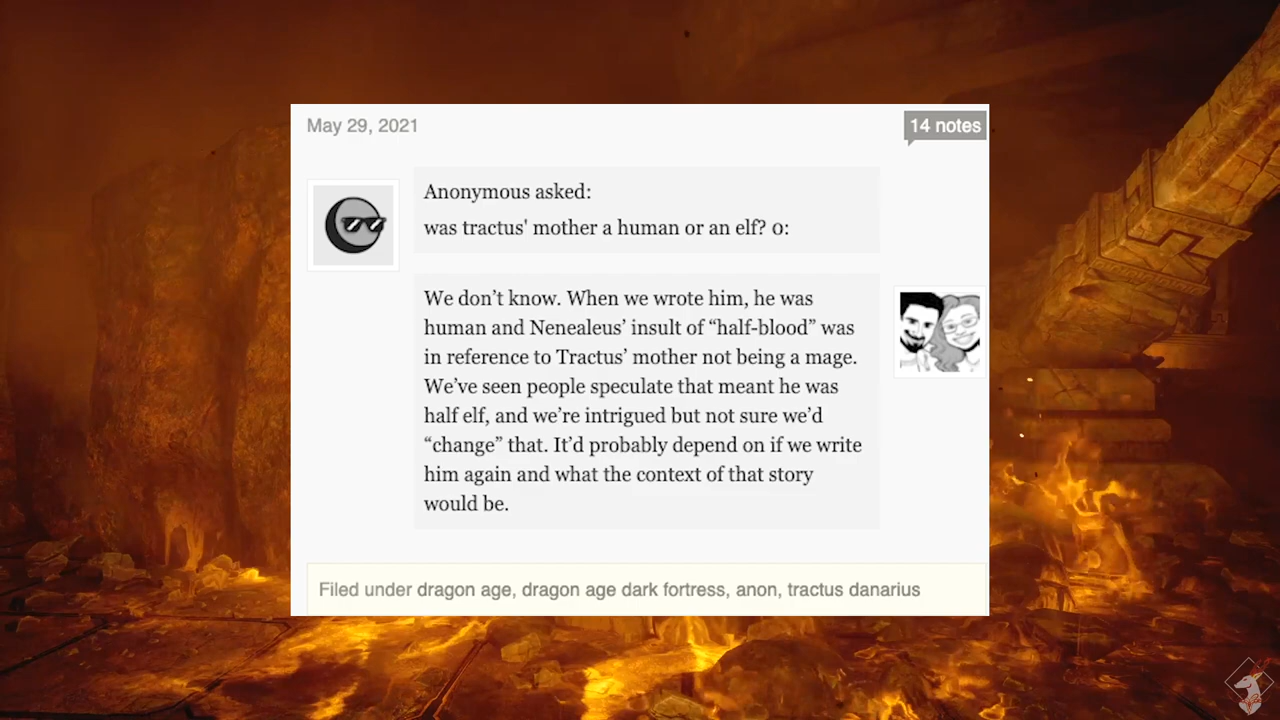 May 29, 2021
14 notes
Anonymous asked:
was tractus' mother a human or an elf? o:
We don’t know. When we wrote him, he was
human and Nenealeus’ insult of “half-blood” was
in reference to Tractus’ mother not being a mage.
We’ve seen people speculate that meant he was
half elf, and we’re intrigued but not sure we’d
“change” that. It’d probably depend on if we write
him again and what the context of that story
would be.
Filed under dragon age, dragon age dark fortress, anon, tractus danarius